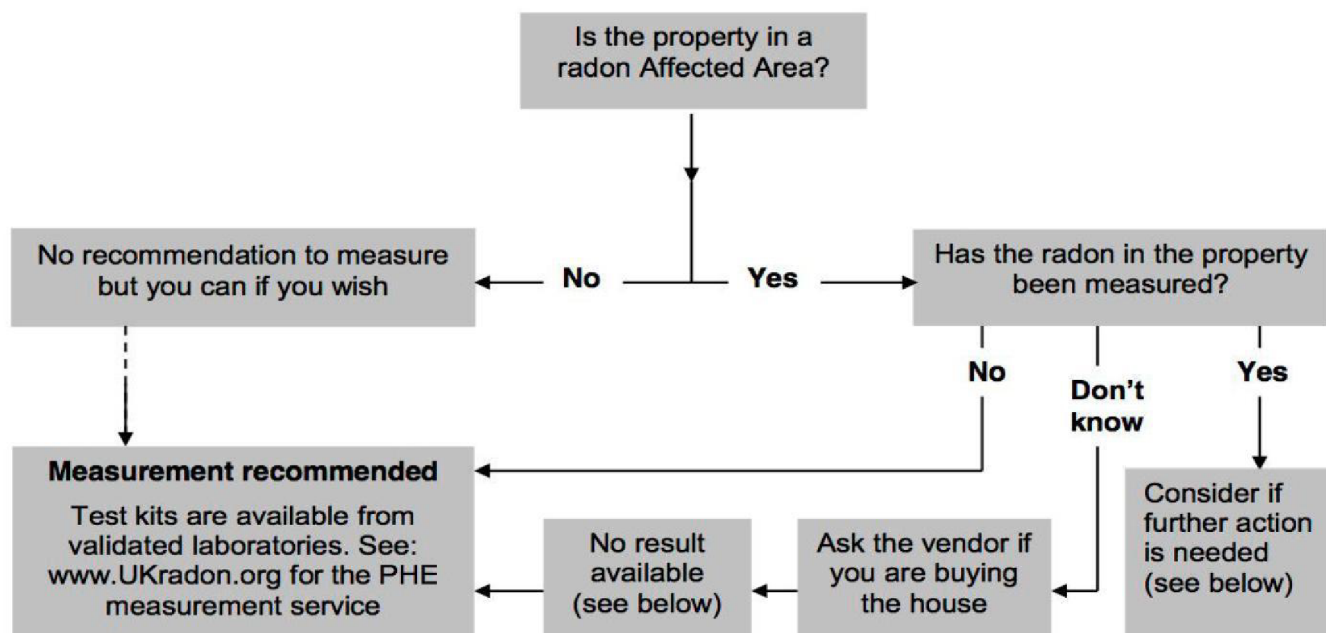 Is the property in a
radon Affected Area?
No recommendation to measure
but you can if you wish
No
Yes
Has the radon in the property
been measured?
No
Don't
know
Yes
Measurement recommended
Test kits are available from
validated laboratories. See:
www.UKradon.org for the PHE
measurement service
No result
available
(see below)
Ask the vendor if
you are buying
the house
Consider if
further action
is needed
(see below)